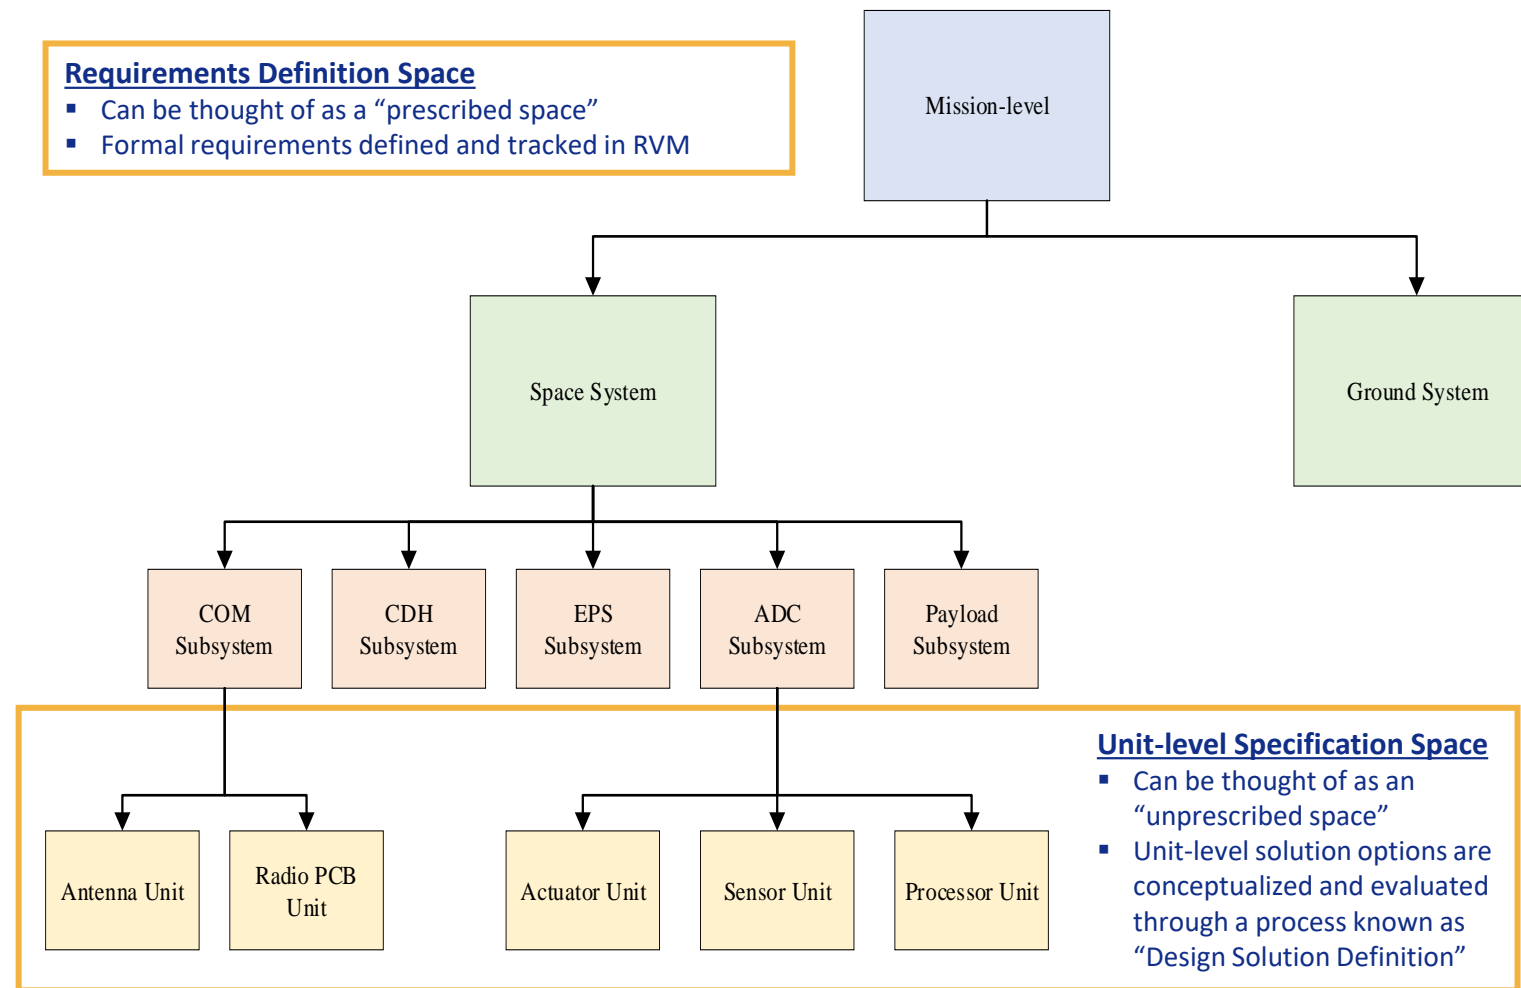 Requirements Definition Space
▪ Can be thought of as a “prescribed space”
▪ Formal requirements defined and tracked in RVM
Mission-level
Space System
Ground System
COM
Subsystem
CDH
Subsystem
EPS
Subsystem
ADC
Subsystem
Payload
Subsystem
Unit-level Specification Space
▪ Can be thought of as an
“unprescribed space”
▪ Unit-level solution options are
conceptualized and evaluated
through a process known as
“Design Solution Definition”
Antenna Unit
Radio PCB
Unit
Actuator Unit
Sensor Unit
Processor Unit